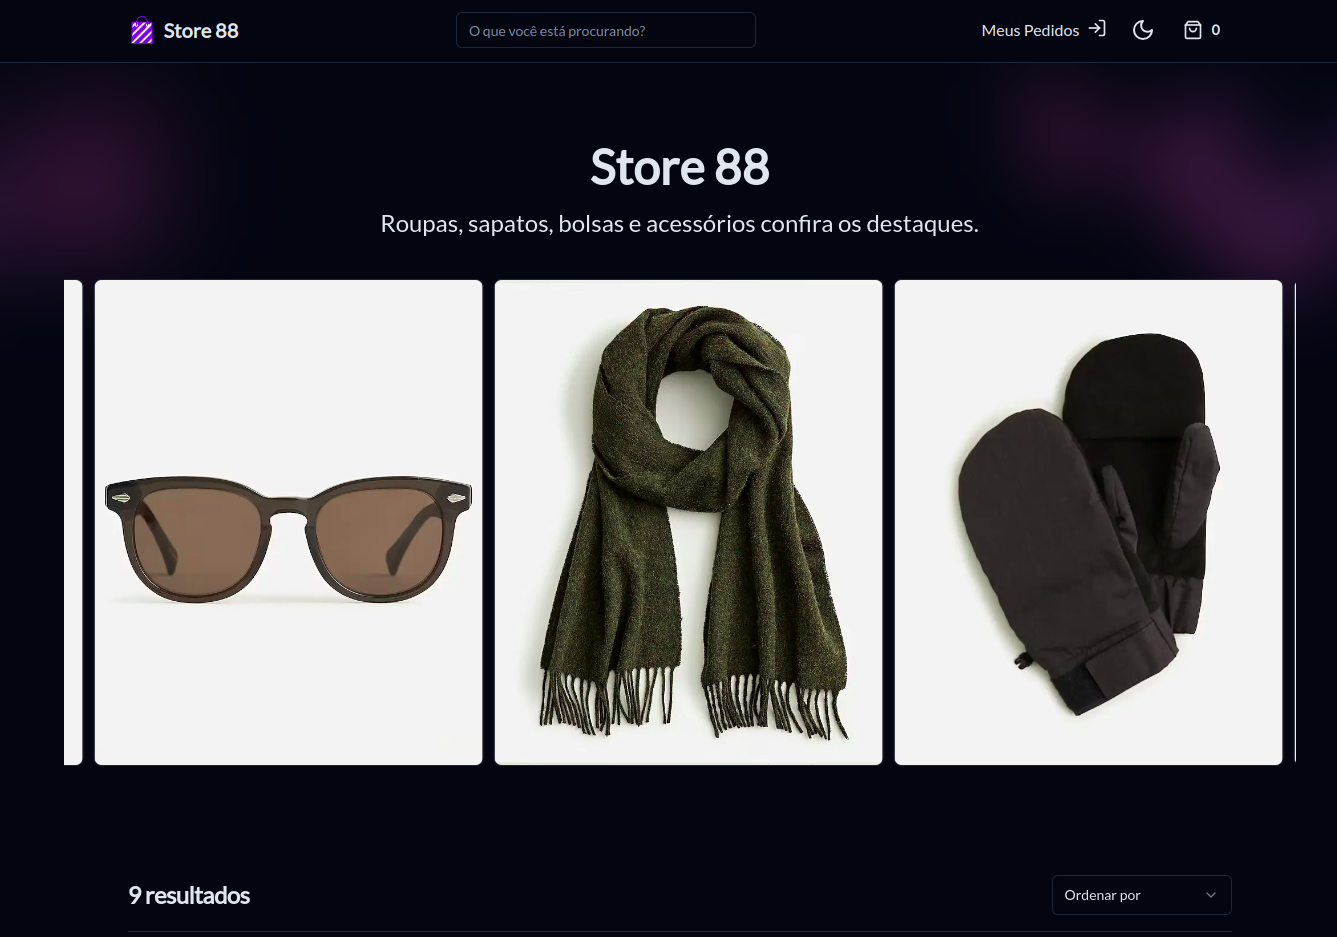 Store 88
O que você está procurando?
Meus Pedidos
0
Store 88
Roupas, sapatos, bolsas e acessórios confira os destaques.
9 resultados
Ordenar por